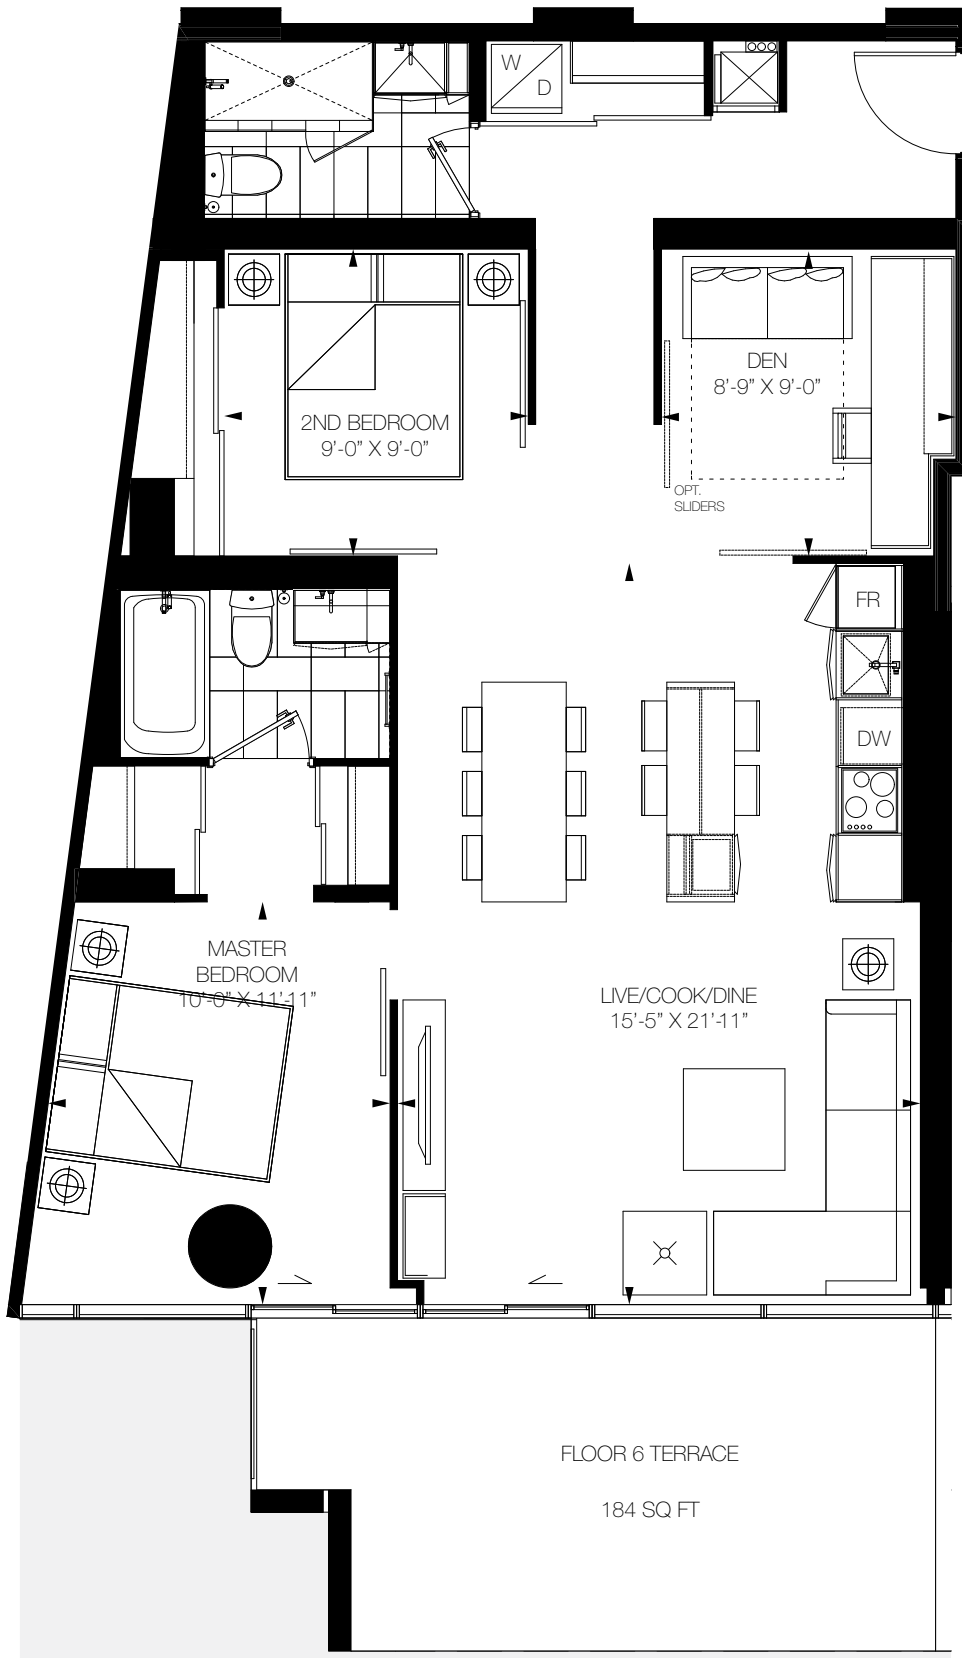 W
D
DEN
8'-9" X 9'-0"
2ND BEDROOM
9'-0" X 9'-0"
OPT.
SLIDERS
FR
DW
MASTER
BEDROOM
10'-0" X 11'-11"
LIVE/COOK/DINE
15'-5" X 21'-11"
FLOOR 6 TERRACE
184 SQ FT